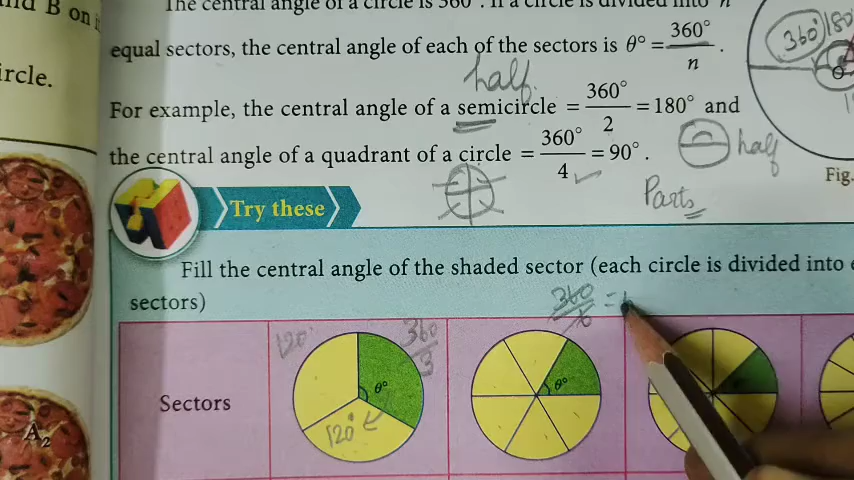 and B on
The central angle of a circle is 360°. If a circle is divided into n
equal sectors, the central angle of each of the sectors is θ° = 360°/n .
ircle.
half
For example, the central angle of a semicircle = 360°/2 = 180° and
the central angle of a quadrant of a circle = 360°/4 = 90° .
half
360° 180°
Fig.
Parts
Try these
Fill the central angle of the shaded sector (each circle is divided into
sectors)
360/6 =
120° 360/3
θ° θ°
Sectors
120°
A2